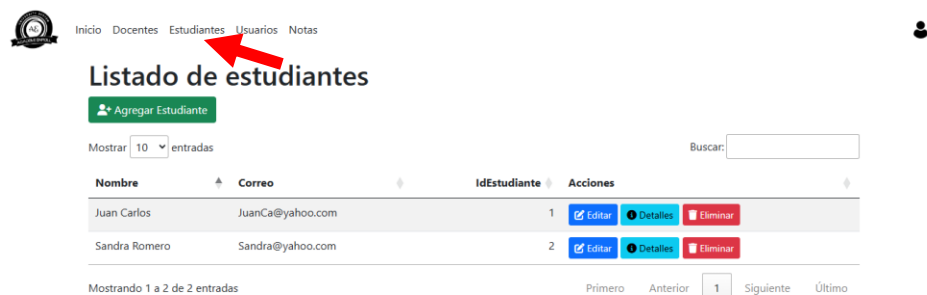 Inicio Docentes Estudiantes Usuarios Notas
Listado de estudiantes
Agregar Estudiante
Mostrar 10 entradas Buscar:
Nombre Correo IdEstudiante Acciones
Juan Carlos JuanCa@yahoo.com 1 Editar Detalles Eliminar
Sandra Romero Sandra@yahoo.com 2 Editar Detalles Eliminar
Mostrando 1 a 2 de 2 entradas Primero Anterior 1 Siguiente Último